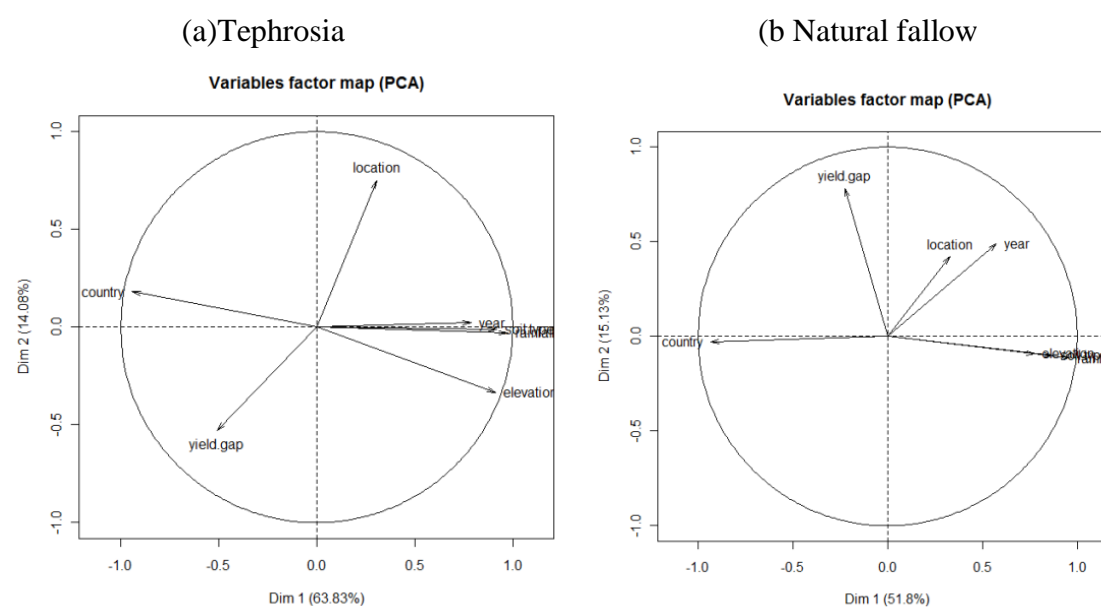 (a)Tephrosia
Variables factor map (PCA)
Dim 2 (14.08%)
1.0
0.5
0.0
-0.5
-1.0
location
country
year
soil.type
rainfall
elevation
yield.gap
-1.0
-0.5
0.0
0.5
1.0
Dim 1 (63.83%)
(b Natural fallow
Variables factor map (PCA)
Dim 2 (15.13%)
1.0
0.5
0.0
-0.5
-1.0
yield.gap
location
year
country
elevation
-1.0
-0.5
0.0
0.5
1.0
Dim 1 (51.8%)